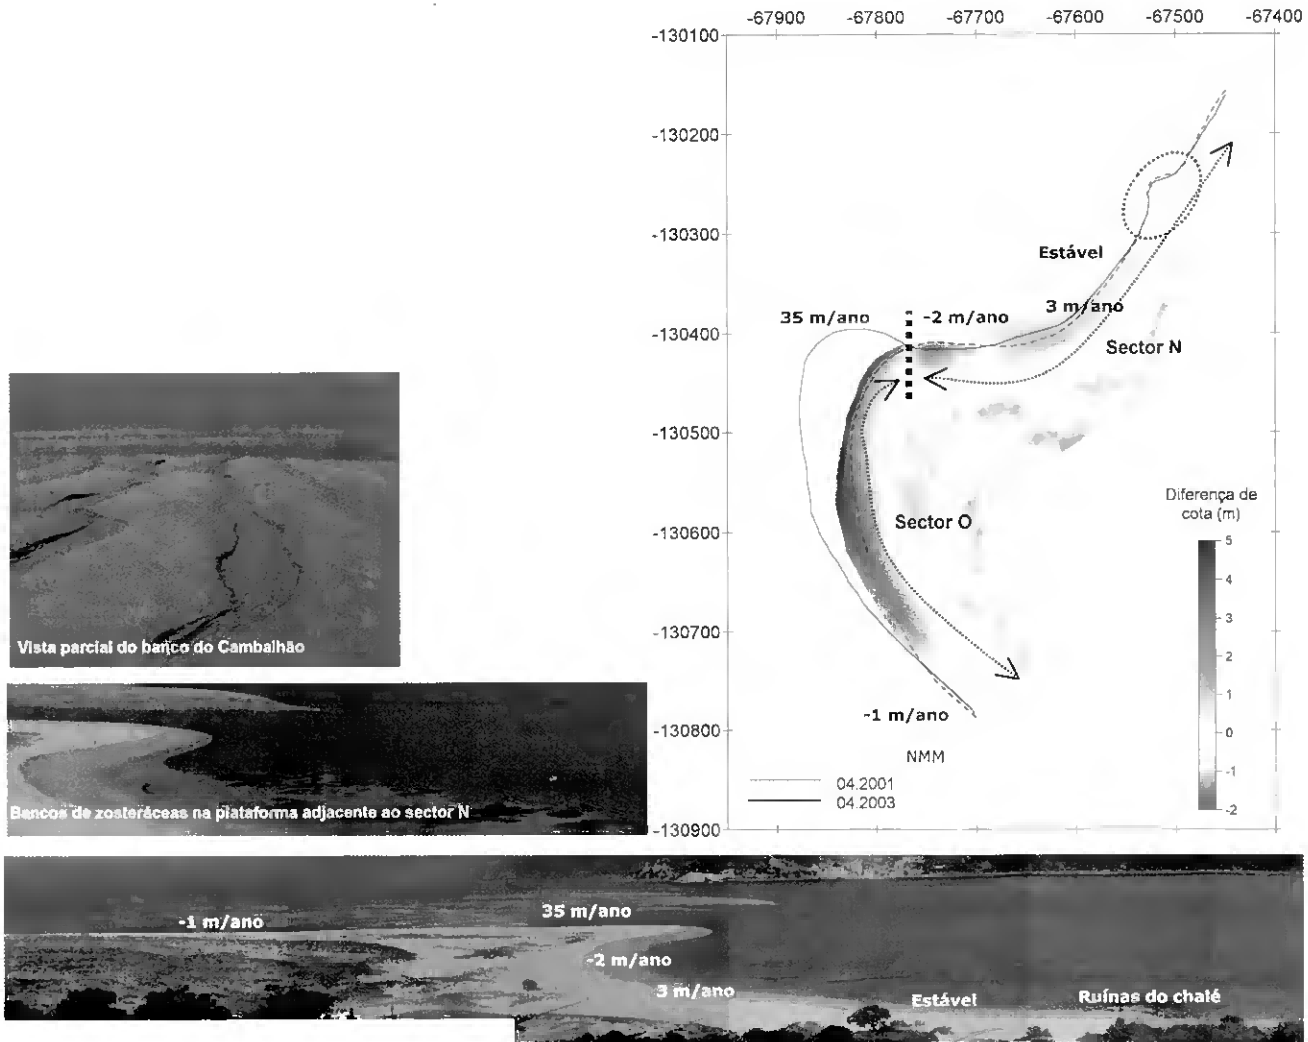 -67900 -67800 -67700 -67600 -67500 -67400
-130100
-130200
-130300
-130400
-130500
-130600
-130700
-130800
-130900
Estável
3 m/ano
35 m/ano
-2 m/ano
Sector N
Sector O
Diferença de
cota (m)
5
4
3
2
1
0
-1
-2
-1 m/ano
NMM
04.2001
04.2003
Vista parcial do banco do Cambalhão
Bancos de zosteráceas na plataforma adjacente ao sector N
-1 m/ano
35 m/ano
-2 m/ano
3 m/ano
Estável
Ruínas do chalé